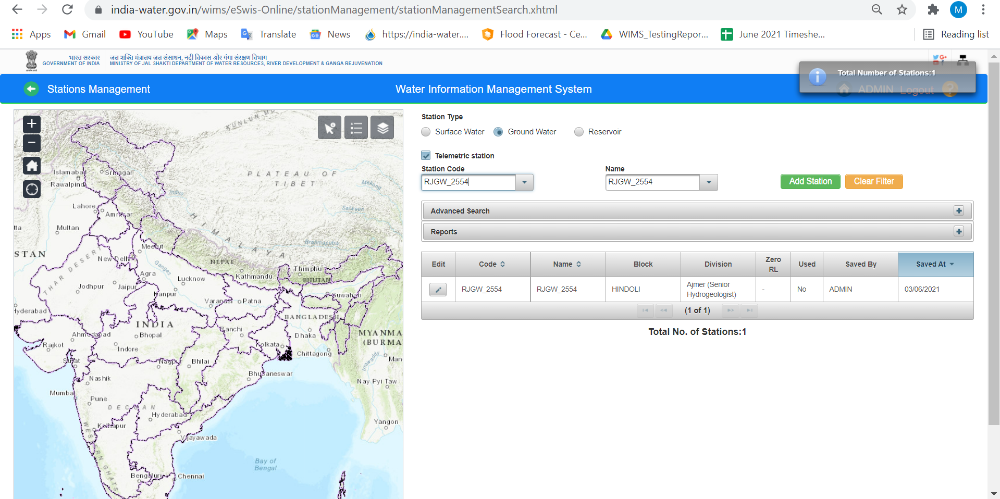 india-water.gov.in/wims/eSwis-Online/stationManagement/stationManagementSearch.xhtml
M
Apps
Gmail
YouTube
Maps
Translate
News
https://india-water....
Flood Forecast - Ce...
WIMS_TestingRepor...
June 2021 Timeshe...
Reading list
भारत सरकार
GOVERNMENT OF INDIA
जल शक्ति मंत्रालय जल संसाधन, नदी विकास और गंगा संरक्षण विभाग
MINISTRY OF JAL SHAKTI DEPARTMENT OF WATER RESOURCES, RIVER DEVELOPMENT & GANGA REJUVENATION
Total Number of Stations:1
Stations Management
Water Information Management System
ADMIN
Logout
?
Station Type
Surface Water
Ground Water
Reservoir
Telemetric station
Station Code
Name
RJGW_2554
RJGW_2554
Add Station
Clear Filter
Advanced Search
Reports
Edit
Code
Name
Block
Division
Zero
RL
Used
Saved By
Saved At
RJGW_2554
RJGW_2554
HINDOLI
Ajmer (Senior
Hydrogeologist)
-
No
ADMIN
03/06/2021
(1 of 1)
Total No. of Stations:1
+
−
KUNLUN
PLATEAU OF
TIBET
Mekong
Islamabad
Srinagar
Rawalpindi
Indus
Salween
Lahore
Amritsar
HIMALAYA
Multan
Brahmaputra
STAN
Meerut
New Delhi
NEPAL
THAR DESERT
Ganges
Thimphu
Agra
Kathmandu
Lucknow
BHUTAN
Jodhpur
Jaipur
Kanpur
Guwahati
Varanasi
Patna
Hyderabad
BANGLADESH
INDIA
Ranchi
Ahmedabad
Bhopal
Dhaka
MYANMA
(BURMA
Rajkot
Indore
Kolkata
Chittagong
Irrawaddy
Man
Surat
Nagpur
Bhilai
Nashik
Bhubaneswar
Nay Pyi Taw
Mumbai
Pune
DECCAN
Hyderabad
Yangon
WESTERN GHATS
Kolhapur
Vijayawada
Bay of
Bengal
Bengaluru
Chennai